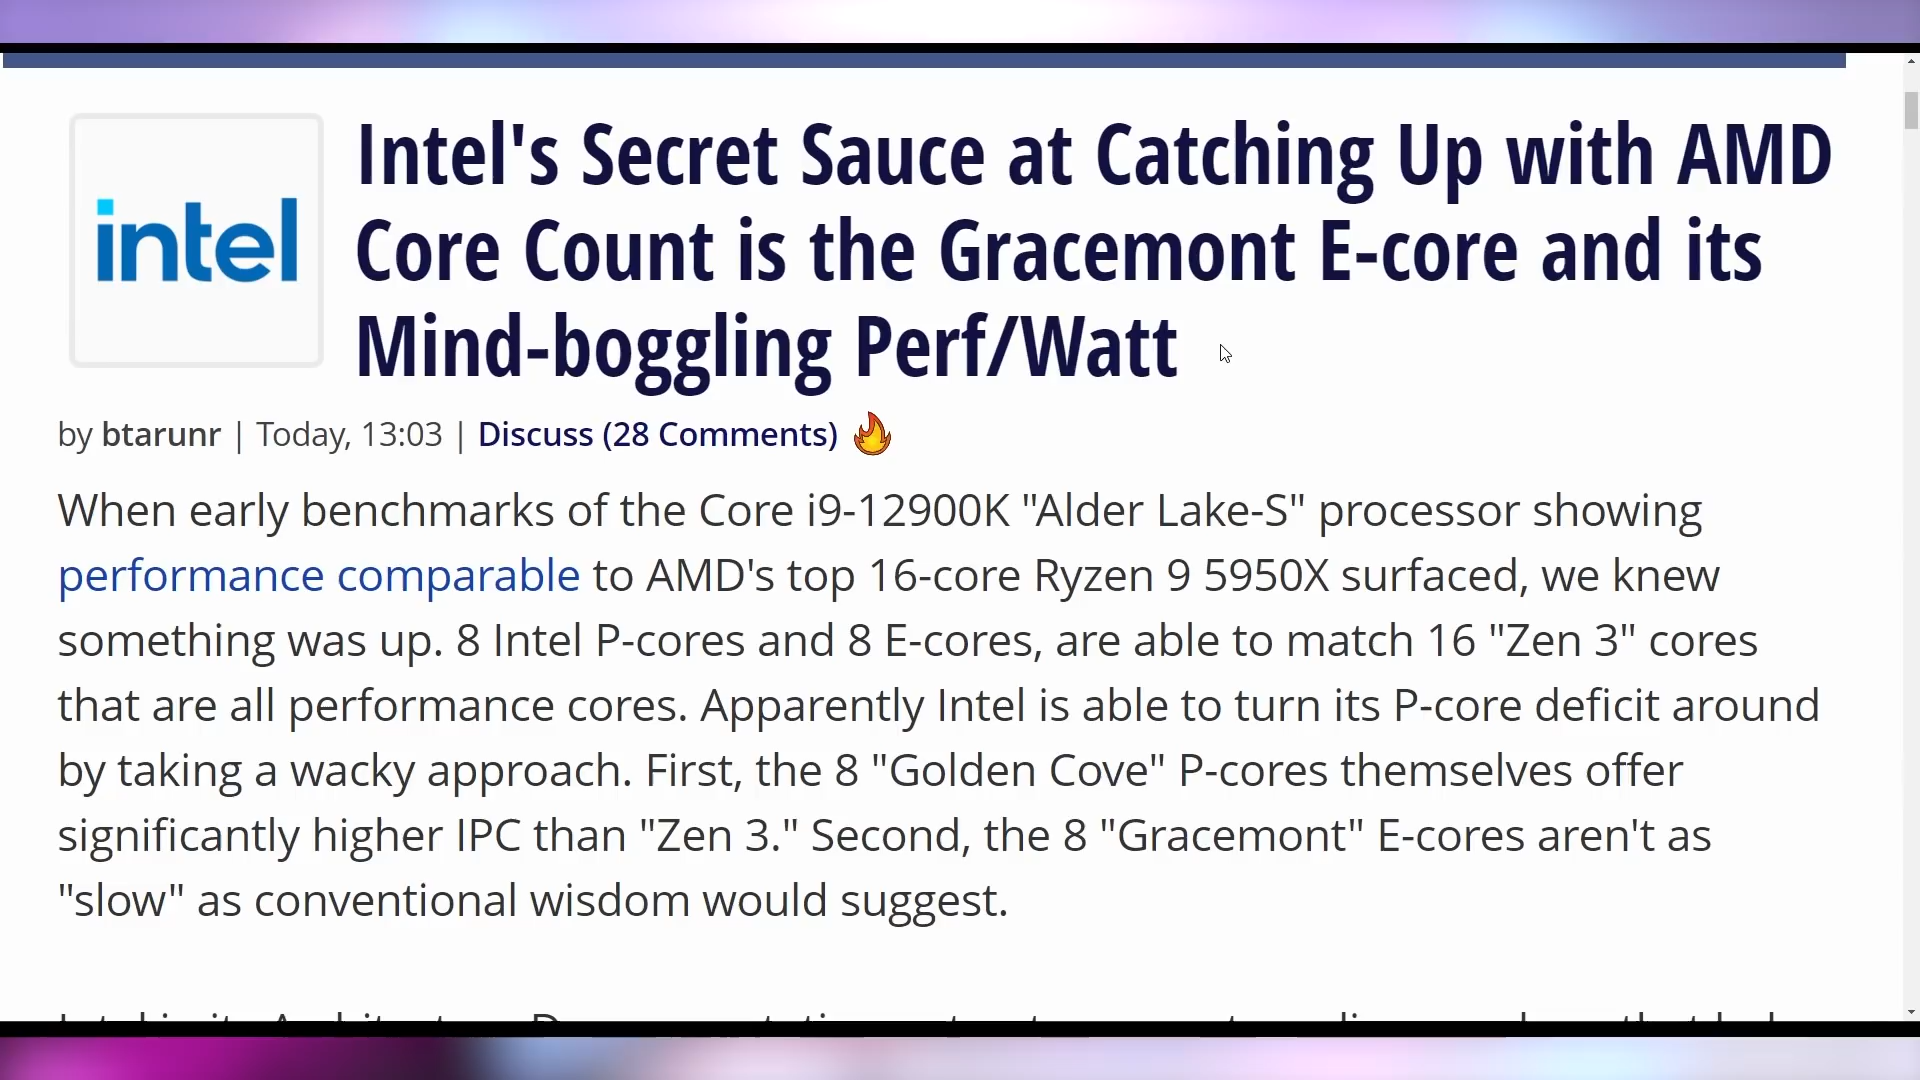 intel
Intel's Secret Sauce at Catching Up with AMD
Core Count is the Gracemont E-core and its
Mind-boggling Perf/Watt
by btarunr | Today, 13:03 | Discuss (28 Comments)
When early benchmarks of the Core i9-12900K "Alder Lake-S" processor showing
performance comparable to AMD's top 16-core Ryzen 9 5950X surfaced, we knew
something was up. 8 Intel P-cores and 8 E-cores, are able to match 16 "Zen 3" cores
that are all performance cores. Apparently Intel is able to turn its P-core deficit around
by taking a wacky approach. First, the 8 "Golden Cove" P-cores themselves offer
significantly higher IPC than "Zen 3." Second, the 8 "Gracemont" E-cores aren't as
"slow" as conventional wisdom would suggest.